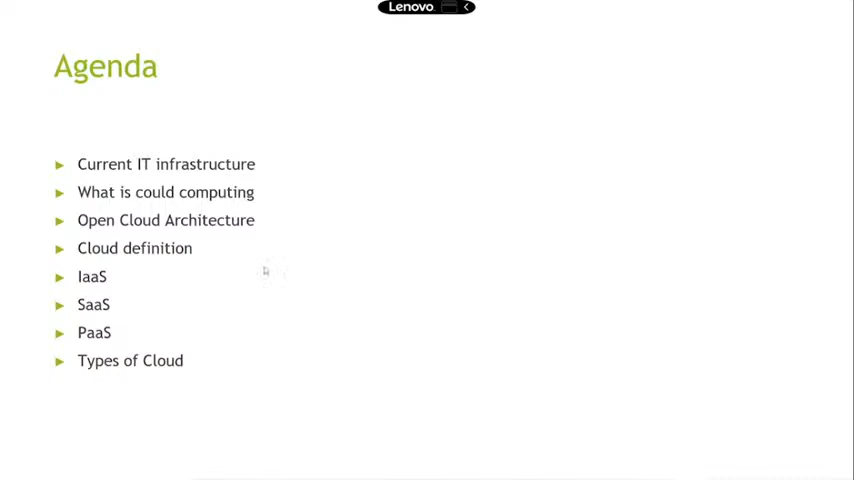 Lenovo.
Agenda
Current IT infrastructure
What is could computing
Open Cloud Architecture
Cloud definition
IaaS
SaaS
PaaS
Types of Cloud